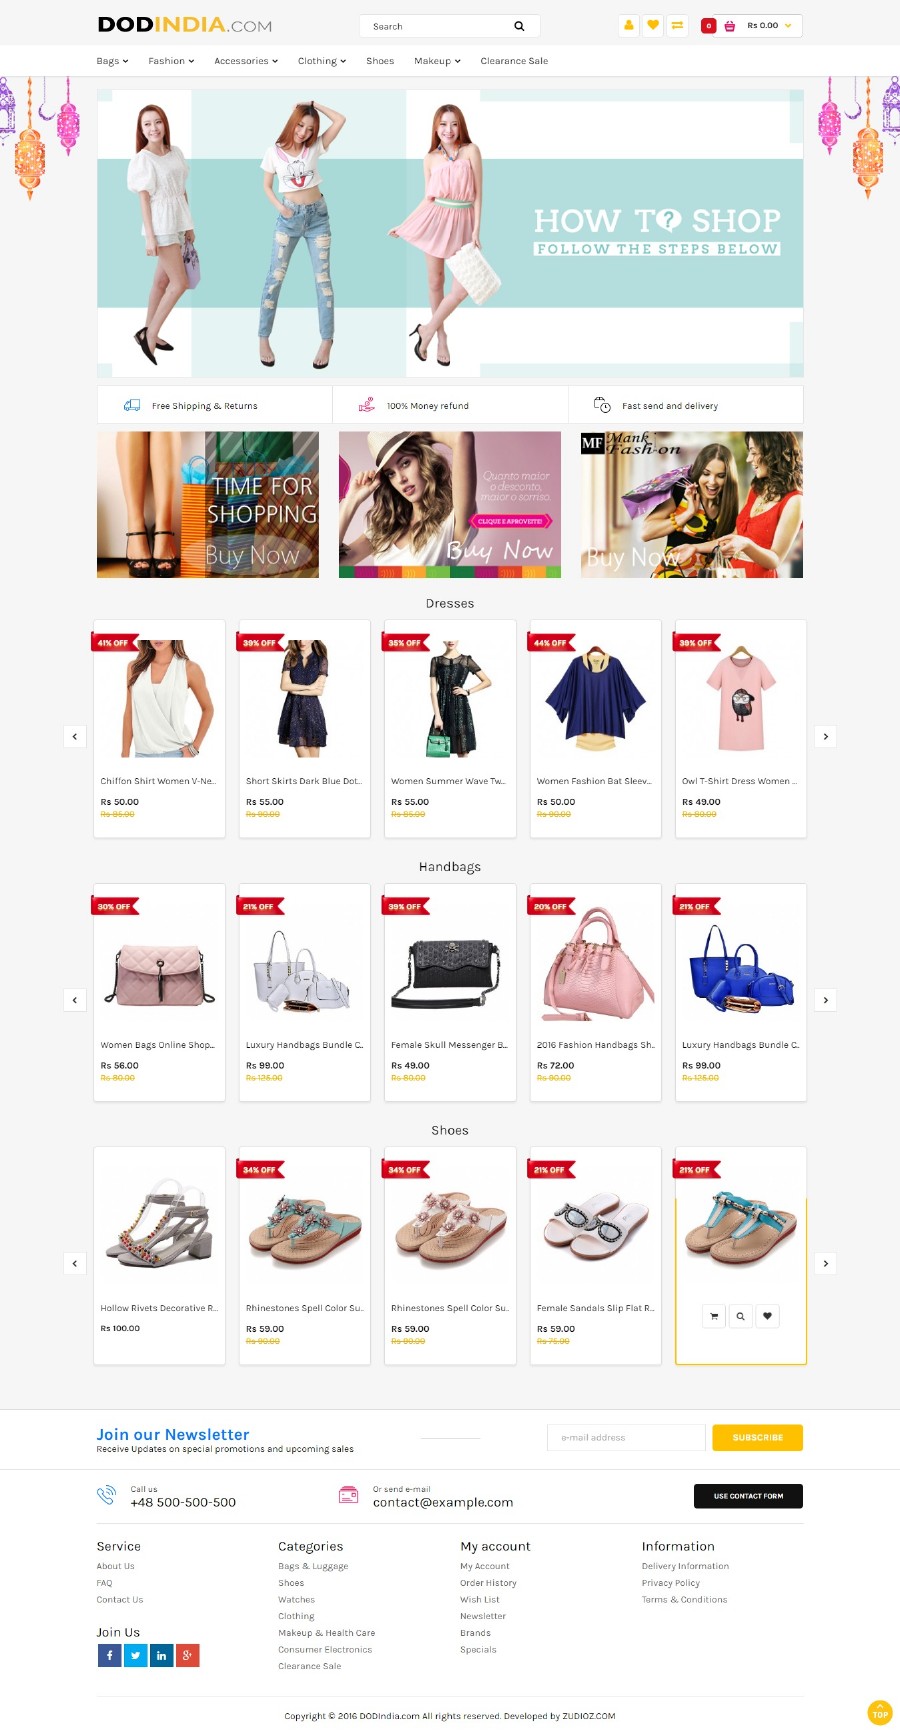 DODINDIA.COM
Search
0
Rs 0.00
Bags
Fashion
Accessories
Clothing
Shoes
Makeup
Clearance Sale
HOW TO? SHOP
FOLLOW THE STEPS BELOW
Free Shipping & Returns
100% Money refund
Fast send and delivery
TIME FOR
SHOPPING
Buy Now
Quanto maior
o desconto,
maior o sorriso.
CLIQUE E APROVEITE!
Buy Now
MF Mank
Fash-on
Buy Now
Dresses
41% OFF
39% OFF
35% OFF
44% OFF
39% OFF
Chiffon Shirt Women V-Ne...
Short Skirts Dark Blue Dot...
Women Summer Wave Tw...
Women Fashion Bat Sleev...
Owl T-Shirt Dress Women ...
Rs 50.00
Rs 55.00
Rs 55.00
Rs 50.00
Rs 49.00
Rs 85.00
Rs 90.00
Rs 85.00
Rs 90.00
Rs 80.00
Handbags
30% OFF
21% OFF
39% OFF
20% OFF
21% OFF
Women Bags Online Shop...
Luxury Handbags Bundle C...
Female Skull Messenger B...
2016 Fashion Handbags Sh...
Luxury Handbags Bundle C...
Rs 56.00
Rs 99.00
Rs 49.00
Rs 72.00
Rs 99.00
Rs 80.00
Rs 125.00
Rs 80.00
Rs 90.00
Rs 125.00
Shoes
34% OFF
34% OFF
21% OFF
21% OFF
Hollow Rivets Decorative R...
Rhinestones Spell Color Su...
Rhinestones Spell Color Su...
Female Sandals Slip Flat R...
Rs 100.00
Rs 59.00
Rs 59.00
Rs 59.00
Rs 90.00
Rs 89.00
Rs 75.00
Join our Newsletter
Receive Updates on special promotions and upcoming sales
e-mail address
SUBSCRIBE
Call us
+48 500-500-500
Or send e-mail
contact@example.com
USE CONTACT FORM
Service
About Us
FAQ
Contact Us
Join Us
Categories
Bags & Luggage
Shoes
Watches
Clothing
Makeup & Health Care
Consumer Electronics
Clearance Sale
My account
My Account
Order History
Wish List
Newsletter
Brands
Specials
Information
Delivery Information
Privacy Policy
Terms & Conditions
TOP
Copyright © 2016 DODIndia.com All rights reserved. Developed by ZUDIOZ.COM